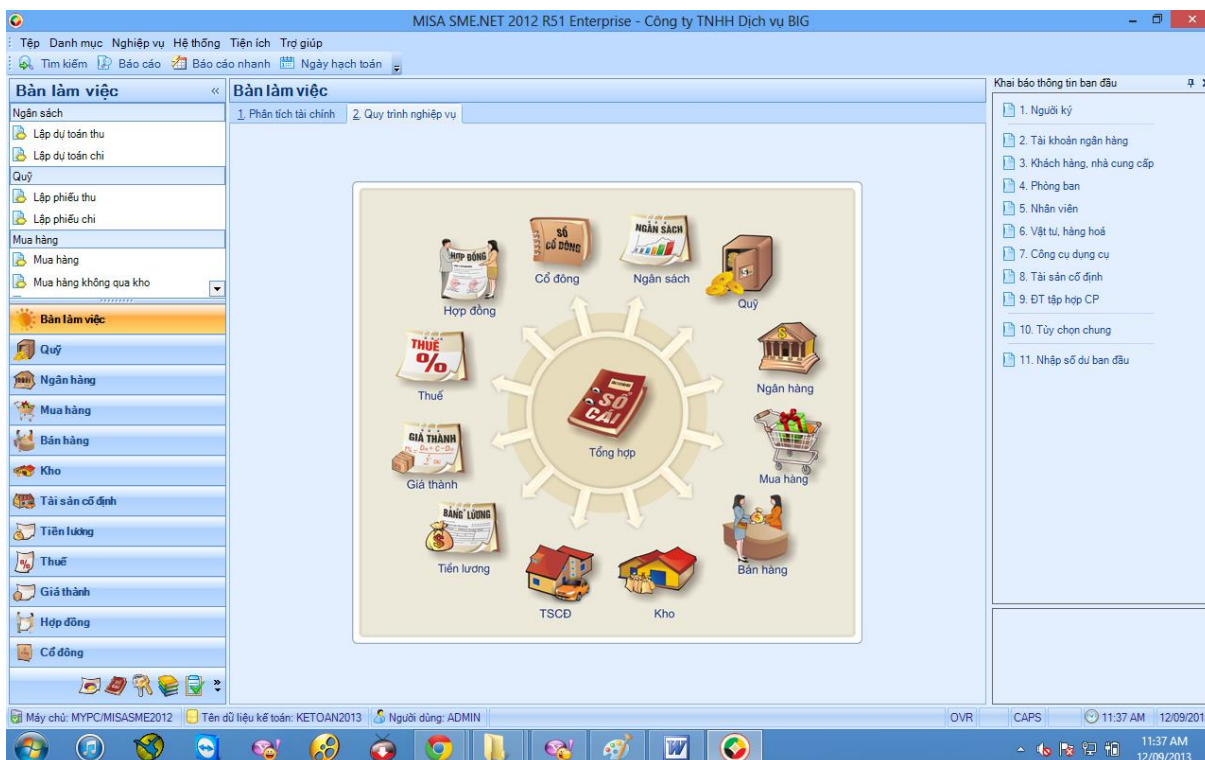 MISA SME.NET 2012 R51 Enterprise - Công ty TNHH Dịch vụ BIG
Tệp Danh mục Nghiệp vụ Hệ thống Tiện ích Trợ giúp
Tìm kiếm Báo cáo Báo cáo nhanh Ngày hạch toán
Bàn làm việc «
Ngân sách
Lập dự toán thu
Lập dự toán chi
Quỹ
Lập phiếu thu
Lập phiếu chi
Mua hàng
Mua hàng
Mua hàng không qua kho
Bàn làm việc
Quỹ
Ngân hàng
Mua hàng
Bán hàng
Kho
Tài sản cố định
Tiền lương
Thuế
Giá thành
Hợp đồng
Cổ đông
Bàn làm việc
1. Phân tích tài chính 2. Quy trình nghiệp vụ
SỔ
CỔ ĐÔNG
Cổ đông
NGÂN SÁCH
Ngân sách
Quỹ
HỢP ĐỒNG
Hợp đồng
Ngân hàng
THUẾ
%
Thuế
SỔ
CÁI
Tổng hợp
Mua hàng
GIÁ THÀNH
Giá thành
Bán hàng
BẢNG LƯƠNG
Tiền lương
TSCĐ
Kho
Khai báo thông tin ban đầu
1. Người ký
2. Tài khoản ngân hàng
3. Khách hàng, nhà cung cấp
4. Phòng ban
5. Nhân viên
6. Vật tư, hàng hoá
7. Công cụ dụng cụ
8. Tài sản cố định
9. ĐT tập hợp CP
10. Tùy chọn chung
11. Nhập số dư ban đầu
Máy chủ: MYPC/MISASME2012 Tên dữ liệu kế toán: KETOAN2013 Người dùng: ADMIN OVR CAPS 11:37 AM 12/09/201
11:37 AM
12/09/2013